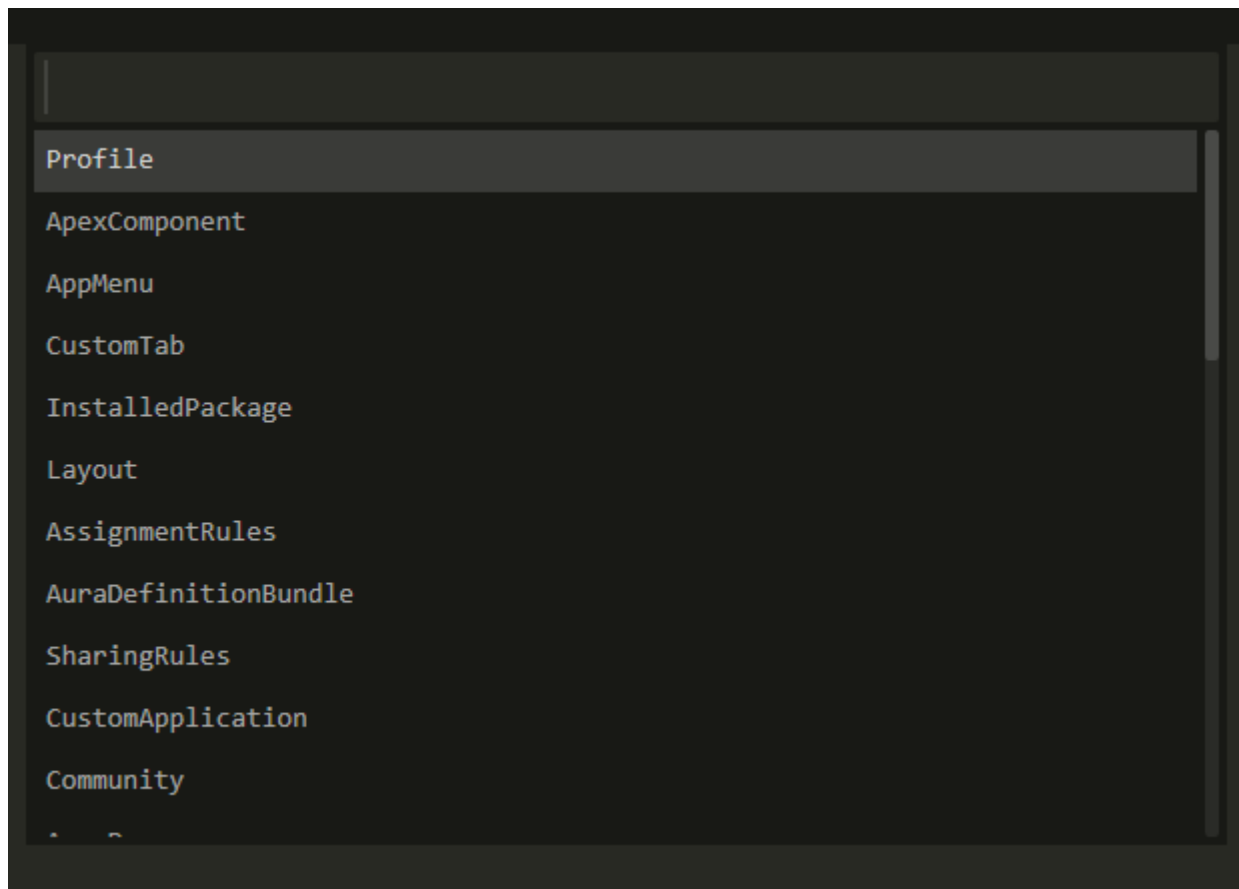 Profile
ApexComponent
AppMenu
CustomTab
InstalledPackage
Layout
AssignmentRules
AuraDefinitionBundle
SharingRules
CustomApplication
Community